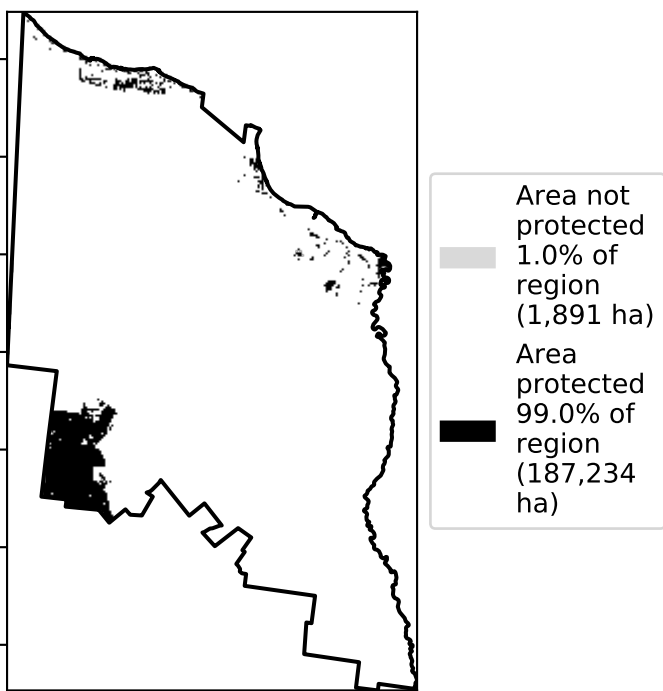 Area not
protected
1.0% of
region
(1,891 ha)
Area
protected
99.0% of
region
(187,234
ha)